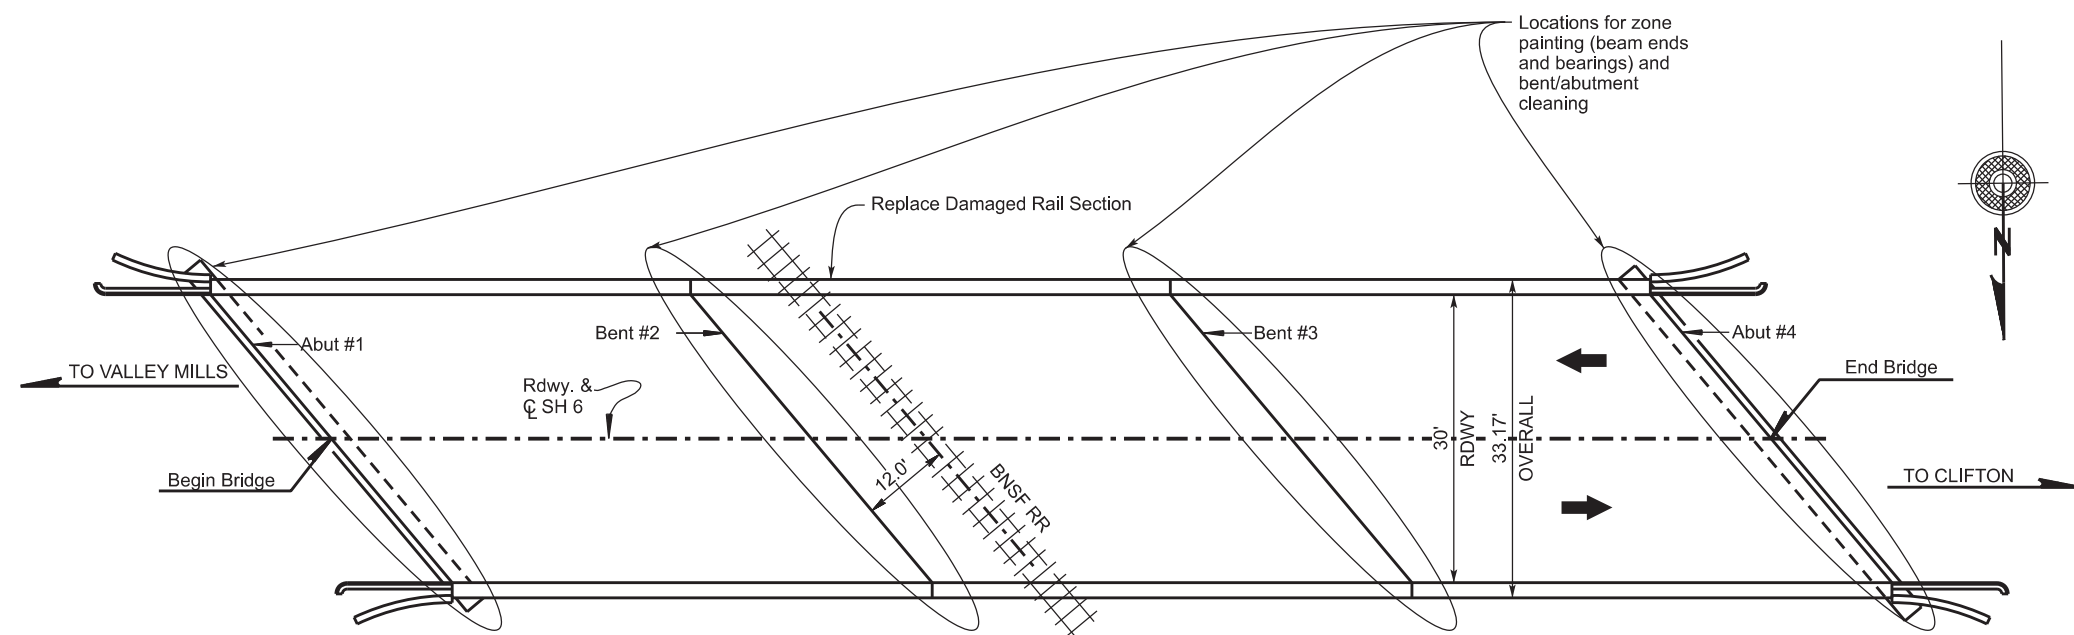 Locations for zone
painting (beam ends
and bearings) and
bent/abutment
cleaning
Replace Damaged Rail Section
N
Abut #1
Bent #2
Bent #3
Abut #4
TO VALLEY MILLS
Rdwy. &
℄ SH 6
End Bridge
Begin Bridge
12.0'
BNSF RR
30'
RDWY
33.17'
OVERALL
TO CLIFTON